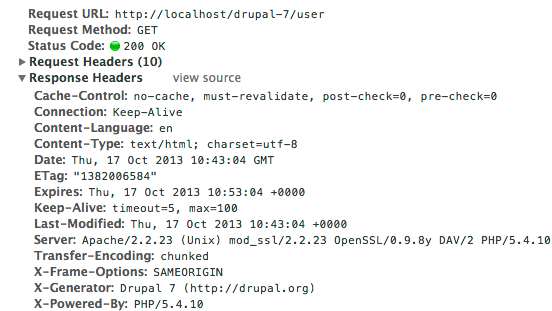 Request URL: http://localhost/drupal-7/user
Request Method: GET
Status Code: 200 OK
Request Headers (10)
Response Headers view source
Cache-Control: no-cache, must-revalidate, post-check=0, pre-check=0
Connection: Keep-Alive
Content-Language: en
Content-Type: text/html; charset=utf-8
Date: Thu, 17 Oct 2013 10:43:04 GMT
ETag: "1382006584"
Expires: Thu, 17 Oct 2013 10:53:04 +0000
Keep-Alive: timeout=5, max=100
Last-Modified: Thu, 17 Oct 2013 10:43:04 +0000
Server: Apache/2.2.23 (Unix) mod_ssl/2.2.23 OpenSSL/0.9.8y DAV/2 PHP/5.4.10
Transfer-Encoding: chunked
X-Frame-Options: SAMEORIGIN
X-Generator: Drupal 7 (http://drupal.org)
X-Powered-By: PHP/5.4.10